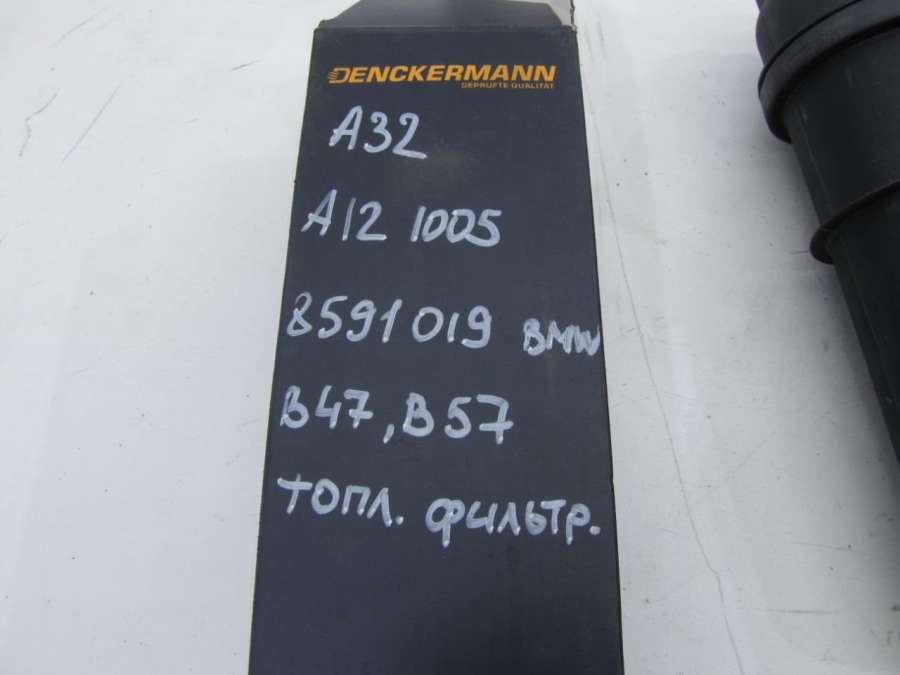 DENCKERMANN
GEPRÜFTE QUALITÄT
A32
A12 1005
8591019 BMW
B47, B57
ТОПЛ. ФИЛЬТР.